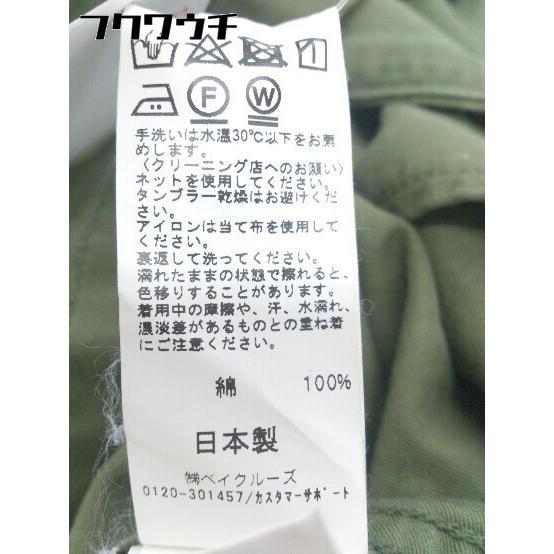 フクワウチ
F
W
手洗いは水温30℃以下をお薦
めします。
〈クリーニング店へのお願い〉
ネットを使用してください。
タンブラー乾燥はお避けくだ
さい。
アイロンは当て布を使用して
ください。
裏返して洗ってください。
濡れたままの状態で擦れると、
色移りすることがあります。
着用中の摩擦や、汗、水濡れ、
濃淡差があるものとの重ね着
にご注意ください。
綿 100%
日本製
㈱ベイクルーズ
0120-301457/カスタマーサポート